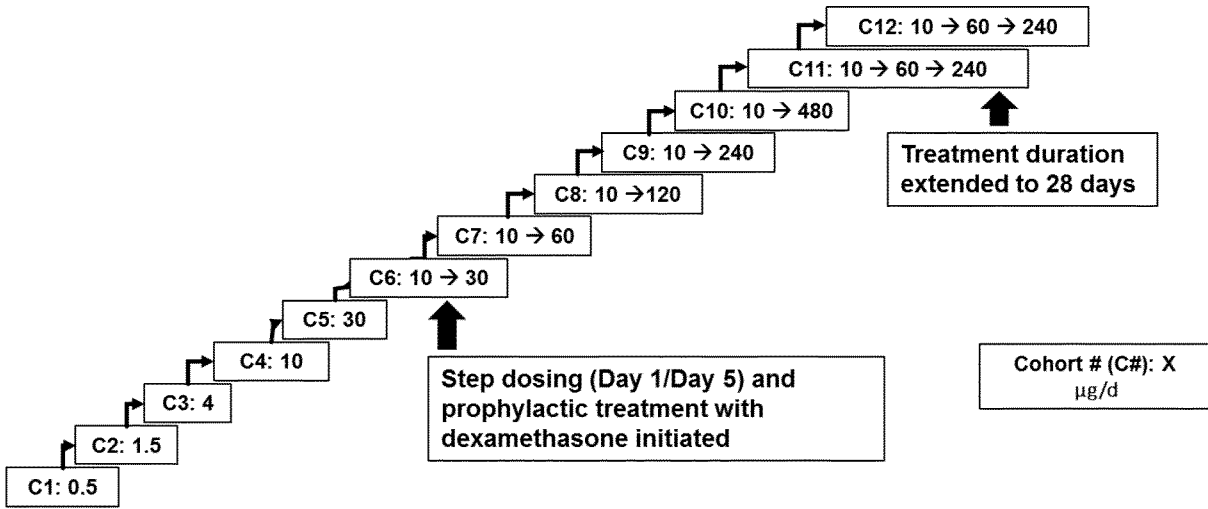 C12: 10 → 60 → 240
C11: 10 → 60 → 240
C10: 10 → 480
C9: 10 → 240
Treatment duration
extended to 28 days
C8: 10 →120
C7: 10 → 60
C6: 10 → 30
C5: 30
C4: 10
Step dosing (Day 1/Day 5) and
prophylactic treatment with
dexamethasone initiated
Cohort # (C#): X
µg/d
C3: 4
C2: 1.5
C1: 0.5